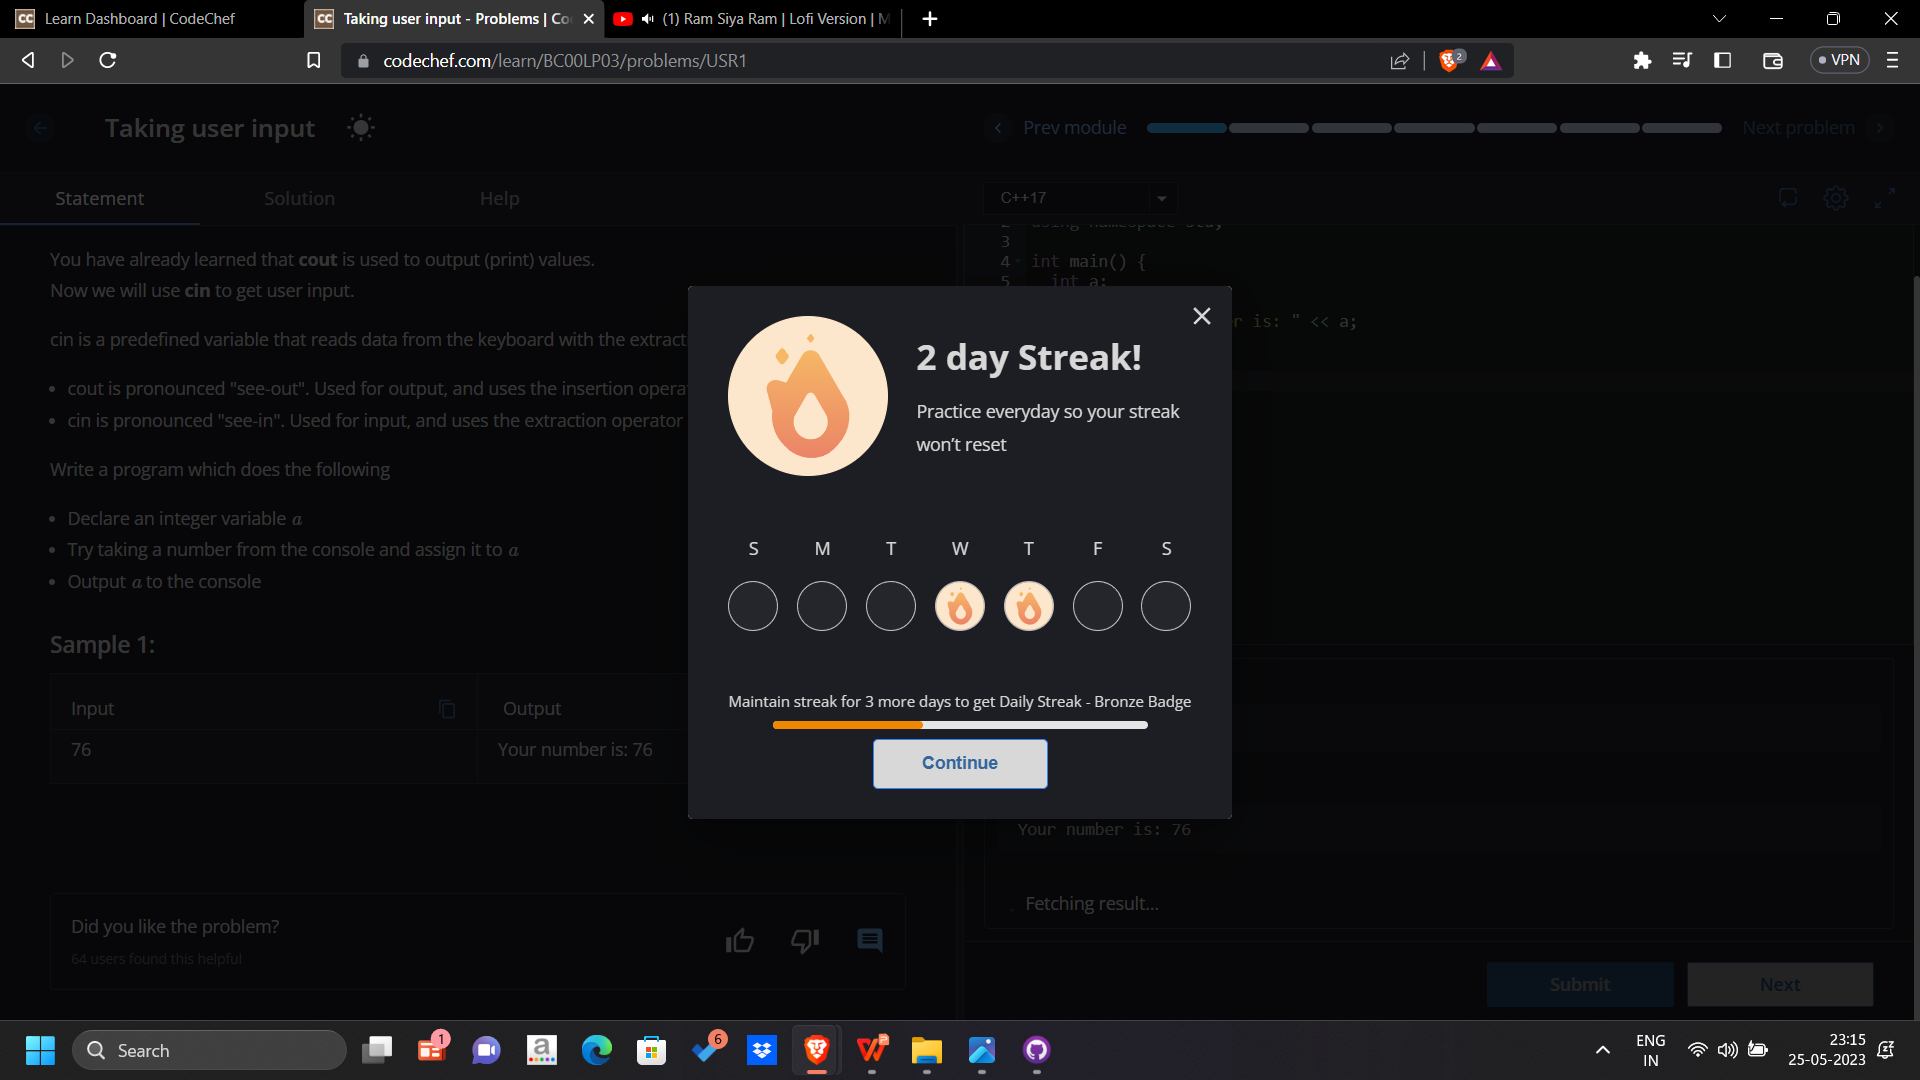 Learn Dashboard | CodeChef
Taking user input - Problems | Co
(1) Ram Siya Ram | Lofi Version | M
codechef.com/learn/BC00LP03/problems/USR1
2
VPN
Taking user input
Prev module
Next problem
Statement
Solution
Help
C++17
You have already learned that cout is used to output (print) values.
Now we will use cin to get user input.
cin is a predefined variable that reads data from the keyboard with the extracti
cout is pronounced "see-out". Used for output, and uses the insertion opera
cin is pronounced "see-in". Used for input, and uses the extraction operator
Write a program which does the following
Declare an integer variable a
Try taking a number from the console and assign it to a
Output a to the console
Sample 1:
Input
Output
76
Your number is: 76
Did you like the problem?
64 users found this helpful
2 using namespace std;
3
4 int main() {
5 int a;
r is: " << a;
2 day Streak!
Practice everyday so your streak
won't reset
S M T W T F S
Maintain streak for 3 more days to get Daily Streak - Bronze Badge
Continue
Your number is: 76
Fetching result...
Submit
Next
Search
1
6
ENG
IN
23:15
25-05-2023